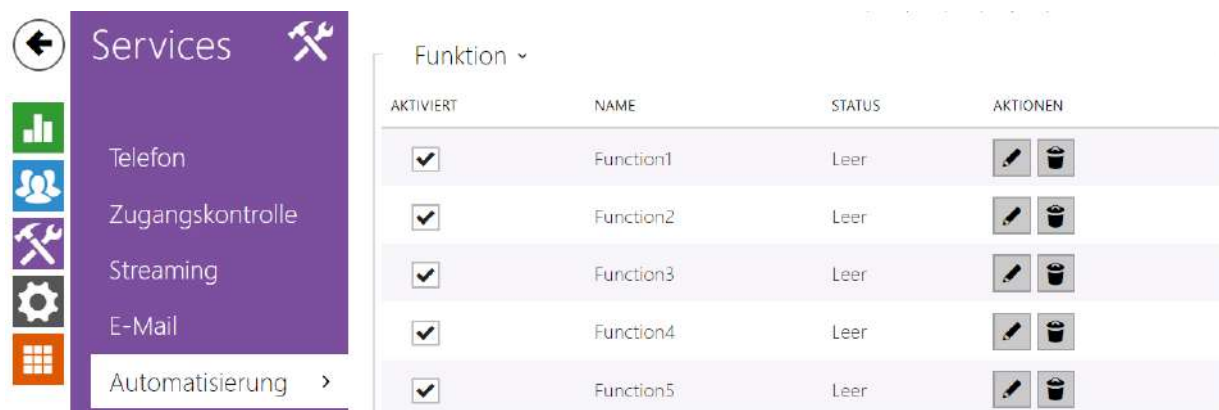 Services
Telefon
Zugangskontrolle
Streaming
E-Mail
Automatisierung
Funktion
AKTIVIERT NAME STATUS AKTIONEN
Function1 Leer
Function2 Leer
Function3 Leer
Function4 Leer
Function5 Leer